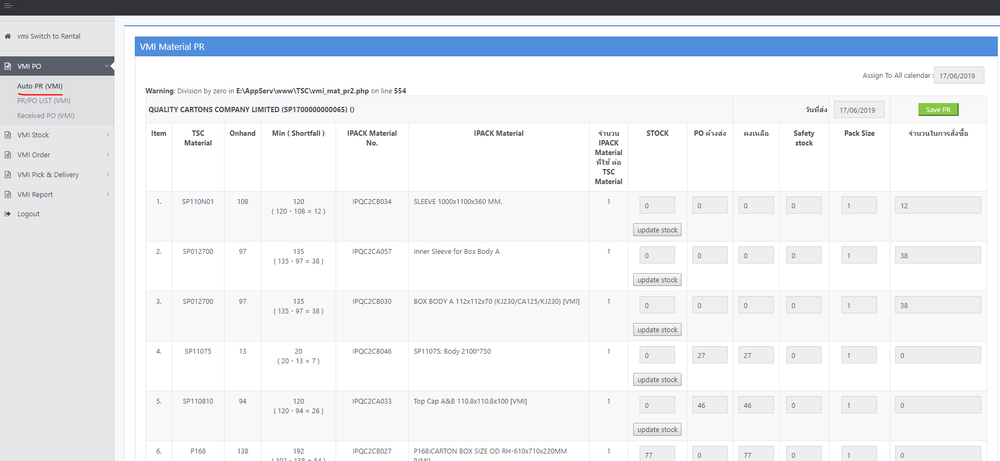 vmi Switch to Rental
VMI PO
Auto PR (VMI)
PR/PO LIST (VMI)
Received PO (VMI)
VMI Stock
VMI Order
VMI Pick & Delivery
VMI Report
Logout
VMI Material PR
Assign To All calendar : 17/06/2019
Warning: Division by zero in E:\AppServ\www\TSC\vmi_mat_pr2.php on line 554
QUALITY CARTONS COMPANY LIMITED (SP1700000000065) () วันที่ส่ง 17/06/2019 Save PR
Item TSC Onhand Min ( Shortfall ) IPACK Material IPACK Material จำนวน STOCK PO ค้างส่ง คงเหลือ Safety Pack Size จำนวนในการสั่งซื้อ
Material No. IPACK stock
Material
ที่ใช้ ต่อ
TSC
Material
1. SP110N01 108 120 IPQC2CB034 SLEEVE 1000x1100x360 MM. 1 0 0 0 0 1 12
( 120 - 108 = 12 )
update stock
2. SP012700 97 135 IPQC2CA057 Inner Sleeve for Box Body A 1 0 0 0 0 1 38
( 135 - 97 = 38 )
update stock
3. SP012700 97 135 IPQC2CB030 BOX BODY A 112x112x70 (KJ230/CA125/KJ230) [VMI] 1 0 0 0 0 1 38
( 135 - 97 = 38 )
update stock
4. SP11075 13 20 IPQC2CB046 SP11075: Body 2100*750 1 0 27 27 0 1 0
( 20 - 13 = 7 )
update stock
5. SP110810 94 120 IPQC2CA033 Top Cap A&B 110.8x110.8x100 [VMI] 1 0 46 46 0 1 0
( 120 - 94 = 26 )
update stock
6. P168 138 192 IPQC2CB027 P168:CARTON BOX SIZE OD RH-610x710x220MM 1 77 0 77 0 1 0
( 192 - 138 = 54 ) [VMI]